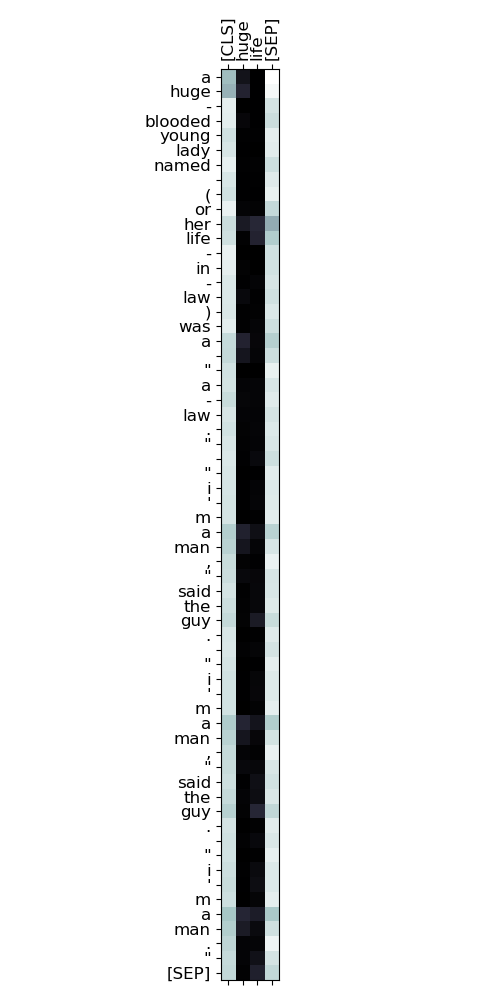 [CLS]
huge
life
[SEP]
a
huge
-
blooded
young
lady
named
(
or
her
life
-
in
-
law
)
was
a
"
a
-
law
.
"
"
i
'
m
a
man
,
"
said
the
guy
.
"
i
'
m
a
man
,
"
said
the
guy
.
"
i
'
m
a
man
.
"
[SEP]